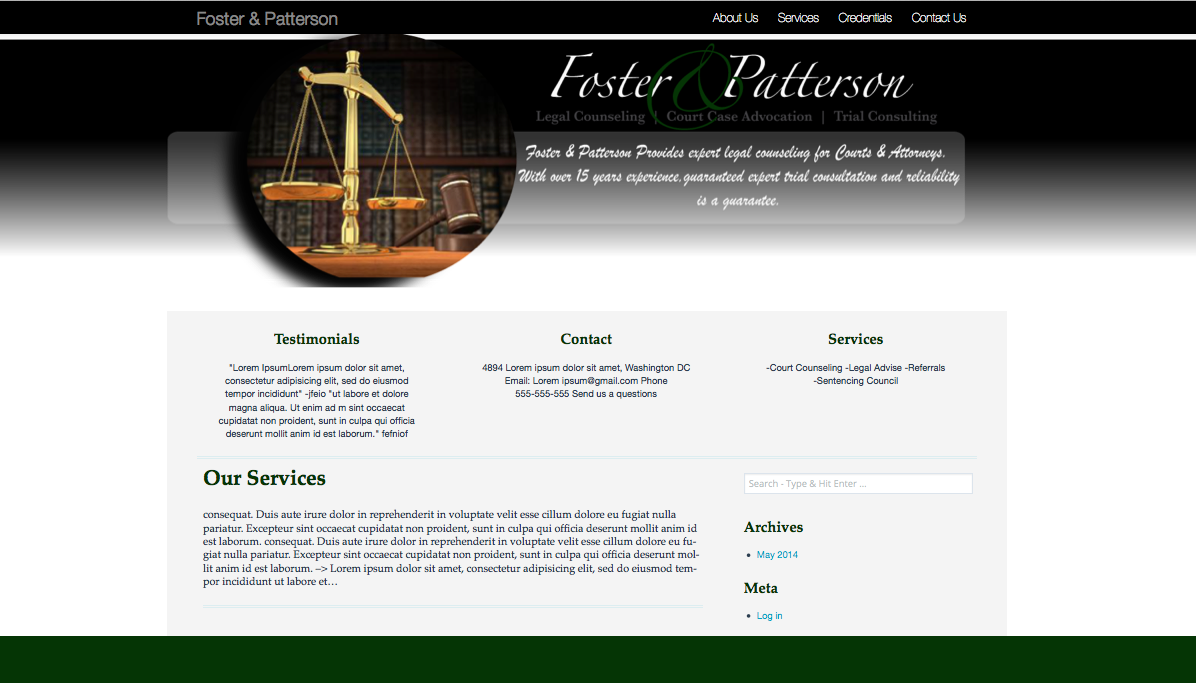 Foster & Patterson
About Us Services Credentials Contact Us
Foster & Patterson
Legal Counseling | Court Case Advocation | Trial Consulting
Foster & Patterson Provides expert legal counseling for Courts & Attorneys.
With over 15 years experience,guaranteed expert trial consultation and reliability
is a guarantee.
Testimonials
"Lorem IpsumLorem ipsum dolor sit amet,
consectetur adipisicing elit, sed do eiusmod
tempor incididunt" -jfeio "ut labore et dolore
magna aliqua. Ut enim ad m sint occaecat
cupidatat non proident, sunt in culpa qui officia
deserunt mollit anim id est laborum." fefniof
Contact
4894 Lorem ipsum dolor sit amet, Washington DC
Email: Lorem ipsum@gmail.com Phone
555-555-555 Send us a questions
Services
-Court Counseling -Legal Advise -Referrals
-Sentencing Council
Our Services
consequat. Duis aute irure dolor in reprehenderit in voluptate velit esse cillum dolore eu fugiat nulla
pariatur. Excepteur sint occaecat cupidatat non proident, sunt in culpa qui officia deserunt mollit anim id
est laborum. consequat. Duis aute irure dolor in reprehenderit in voluptate velit esse cillum dolore eu fu-
giat nulla pariatur. Excepteur sint occaecat cupidatat non proident, sunt in culpa qui officia deserunt mol-
lit anim id est laborum. –> Lorem ipsum dolor sit amet, consectetur adipisicing elit, sed do eiusmod tem-
por incididunt ut labore et…
Search - Type & Hit Enter ...
Archives
May 2014
Meta
Log in